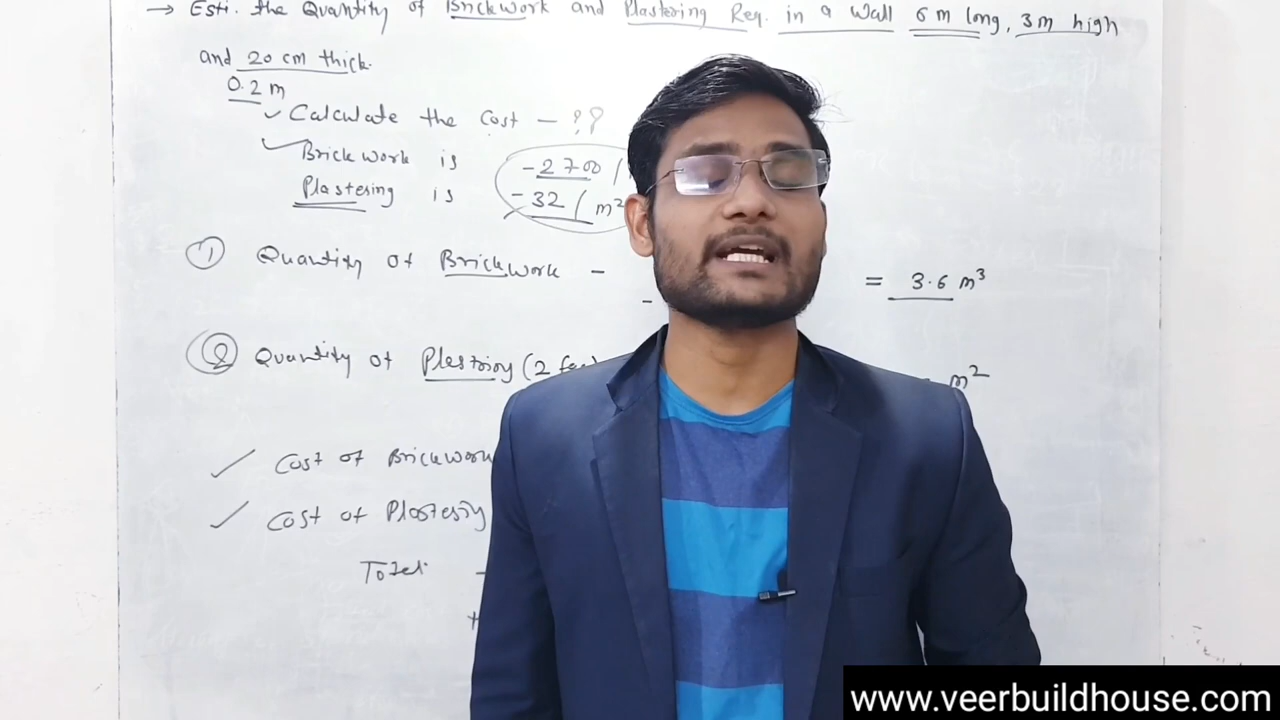 → Esti. the Quantity of Brickwork and Plastering Req. in a Wall 6 m long, 3m high
and 20 cm thick.
0.2 m
✓ Calculate the Cost - ??
✓ Brickwork is - 2700 /
Plastering is - 32 / m²
① Quantity of Brickwork - = 3.6 m³
-
② Quantity of Plastering (2 m²
✓ Cost of Brickwork
✓ Cost of Plastering
Total -
+
www.veerbuildhouse.com